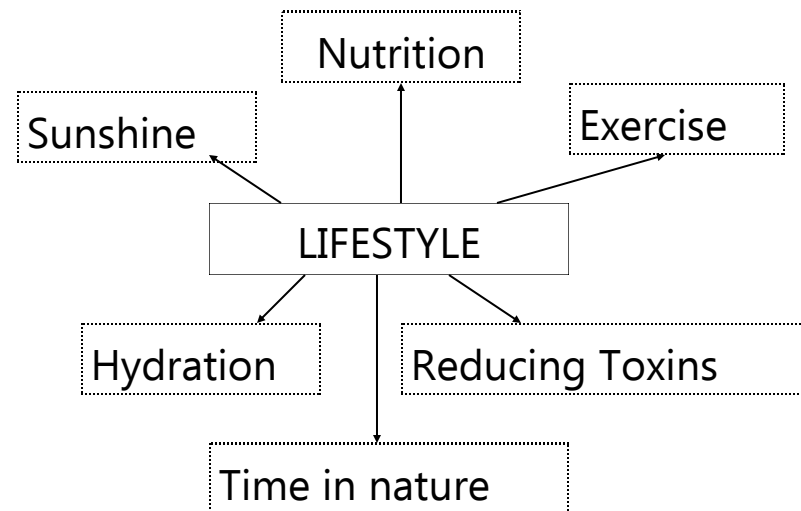 Nutrition
Sunshine
Exercise
LIFESTYLE
Hydration
Reducing Toxins
Time in nature